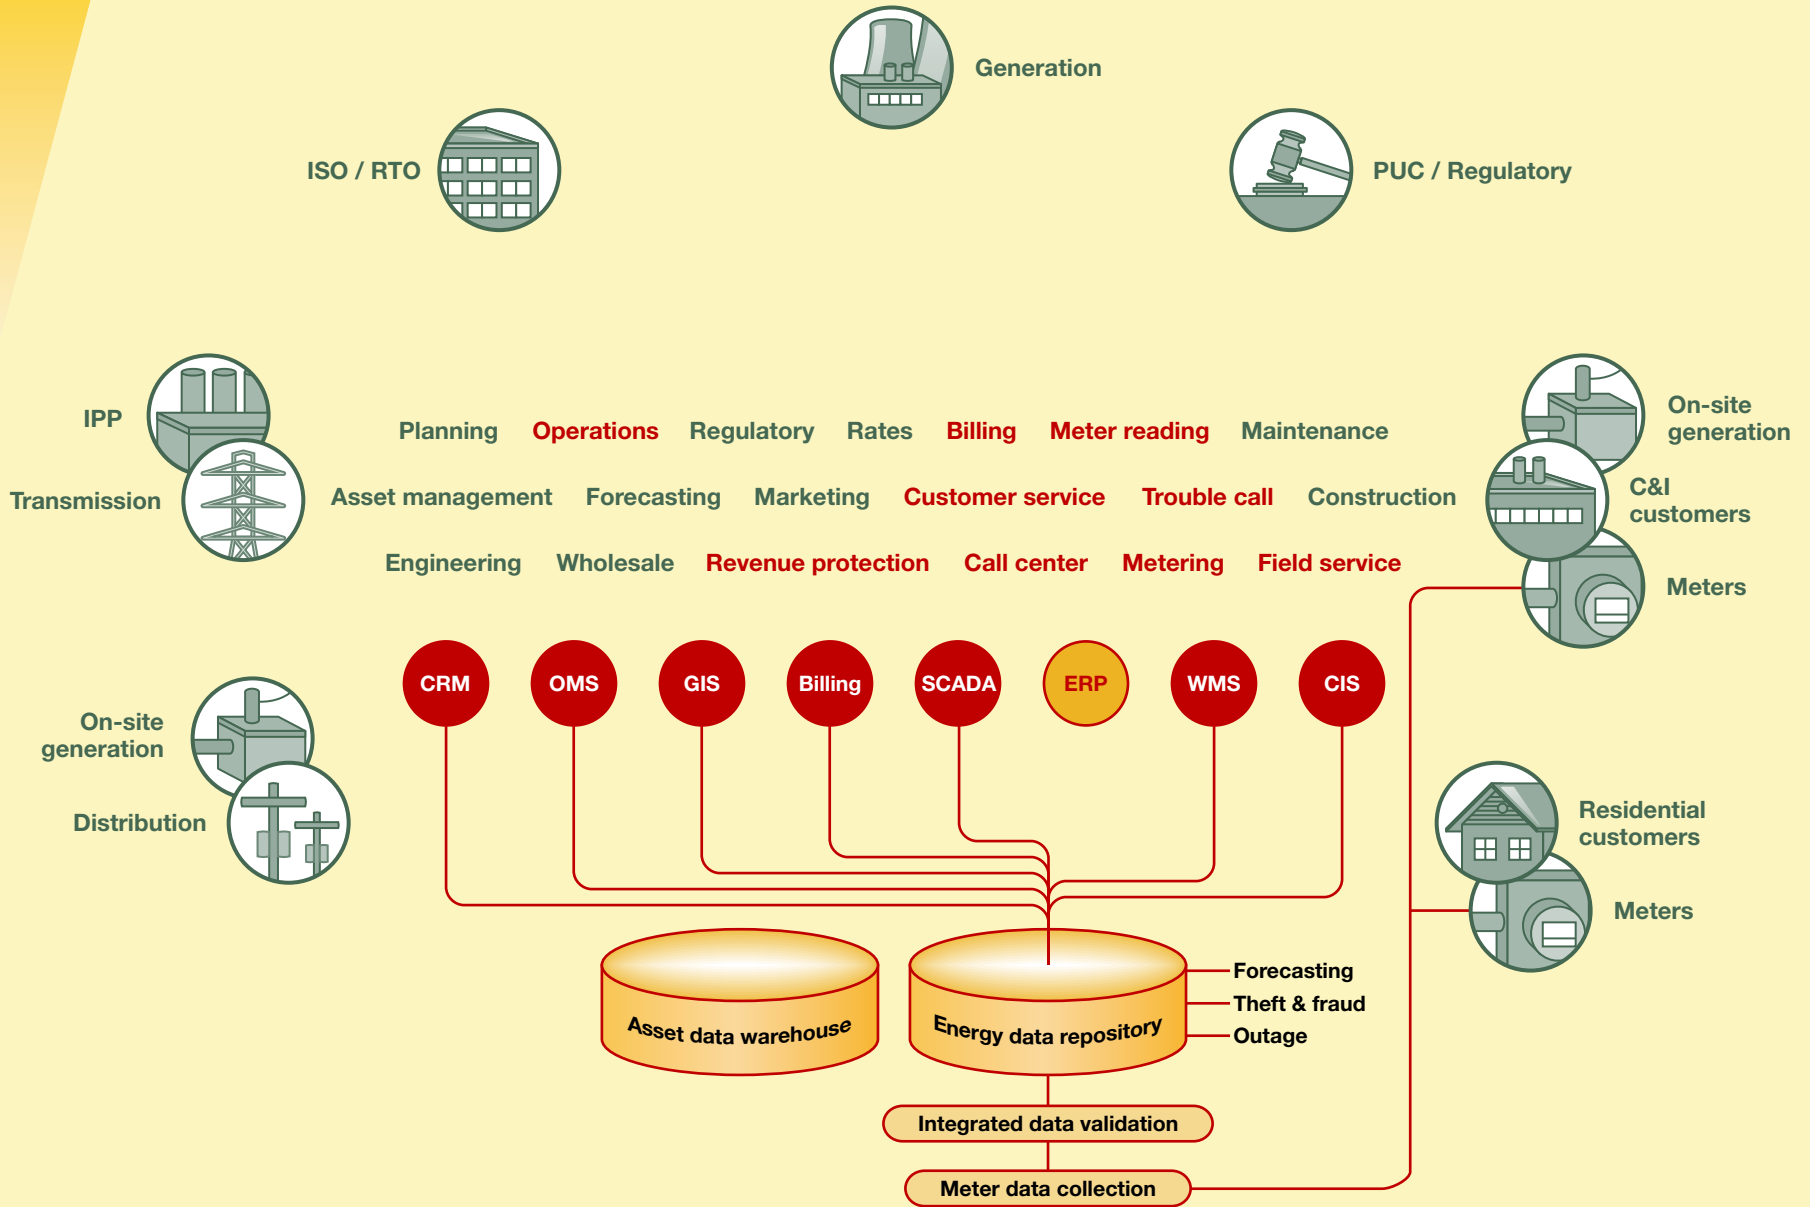 Generation
ISO / RTO
PUC / Regulatory
IPP
Transmission
On-site
generation
C&I
customers
Meters
Planning Operations Regulatory Rates Billing Meter reading Maintenance
Asset management Forecasting Marketing Customer service Trouble call Construction
Engineering Wholesale Revenue protection Call center Metering Field service
CRM OMS GIS Billing SCADA ERP WMS CIS
On-site
generation
Distribution
Residential
customers
Meters
Asset data warehouse
Energy data repository
Forecasting
Theft & fraud
Outage
Integrated data validation
Meter data collection